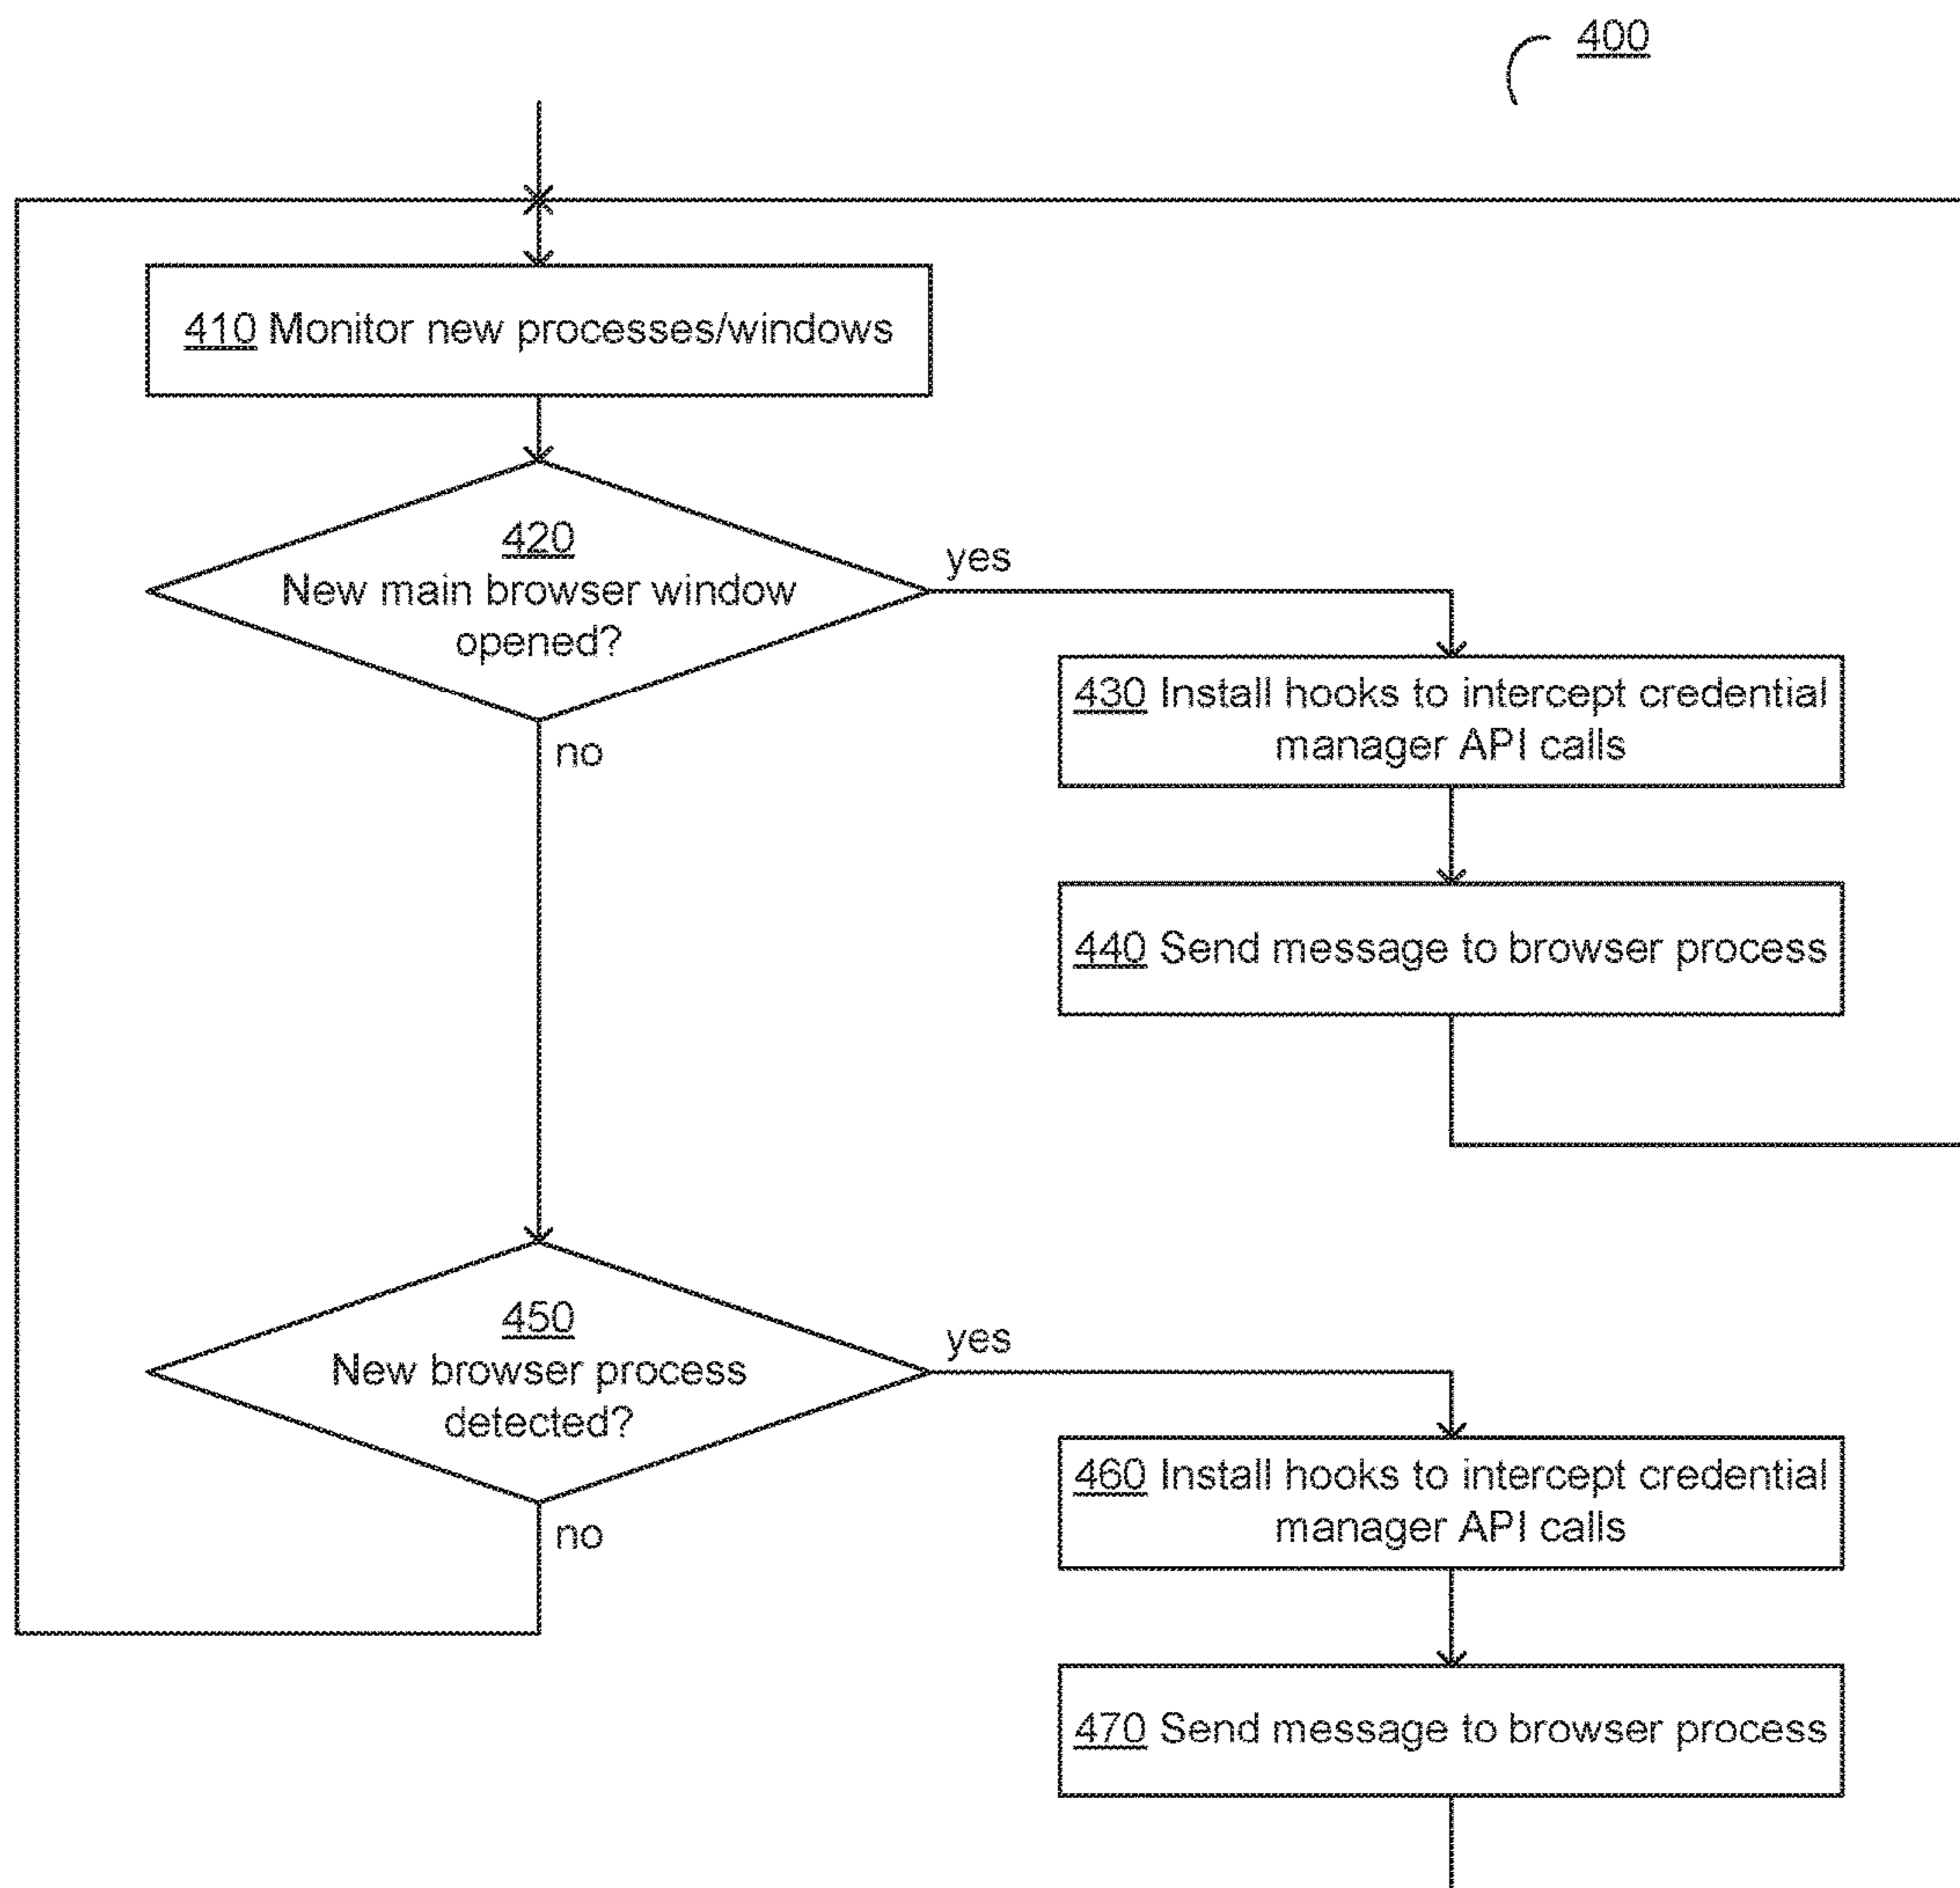 400
410 Monitor new processes/windows
420
New main browser window
opened?
yes
no
430 Install hooks to intercept credential
manager API calls
440 Send message to browser process
450
New browser process
detected?
yes
no
460 Install hooks to intercept credential
manager API calls
470 Send message to browser process